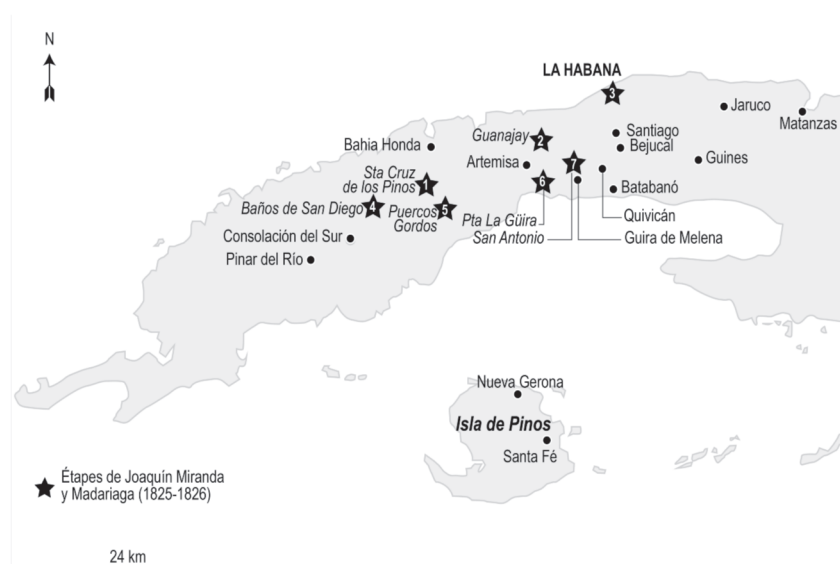 N
LA HABANA
3
Jaruco
Matanzas
Guanajay
2
Santiago
Bejucal
Bahia Honda
Artemisa
7
Guines
Sta Cruz
de los Pinos
1
6
Batabanó
Baños de San Diego
4
Puercos
Gordos
5
Pta La Güira
Quivicán
San Antonio
Guira de Melena
Consolación del Sur
Pinar del Río
Nueva Gerona
Isla de Pinos
Santa Fé
Étapes de Joaquín Miranda
y Madariaga (1825-1826)
24 km